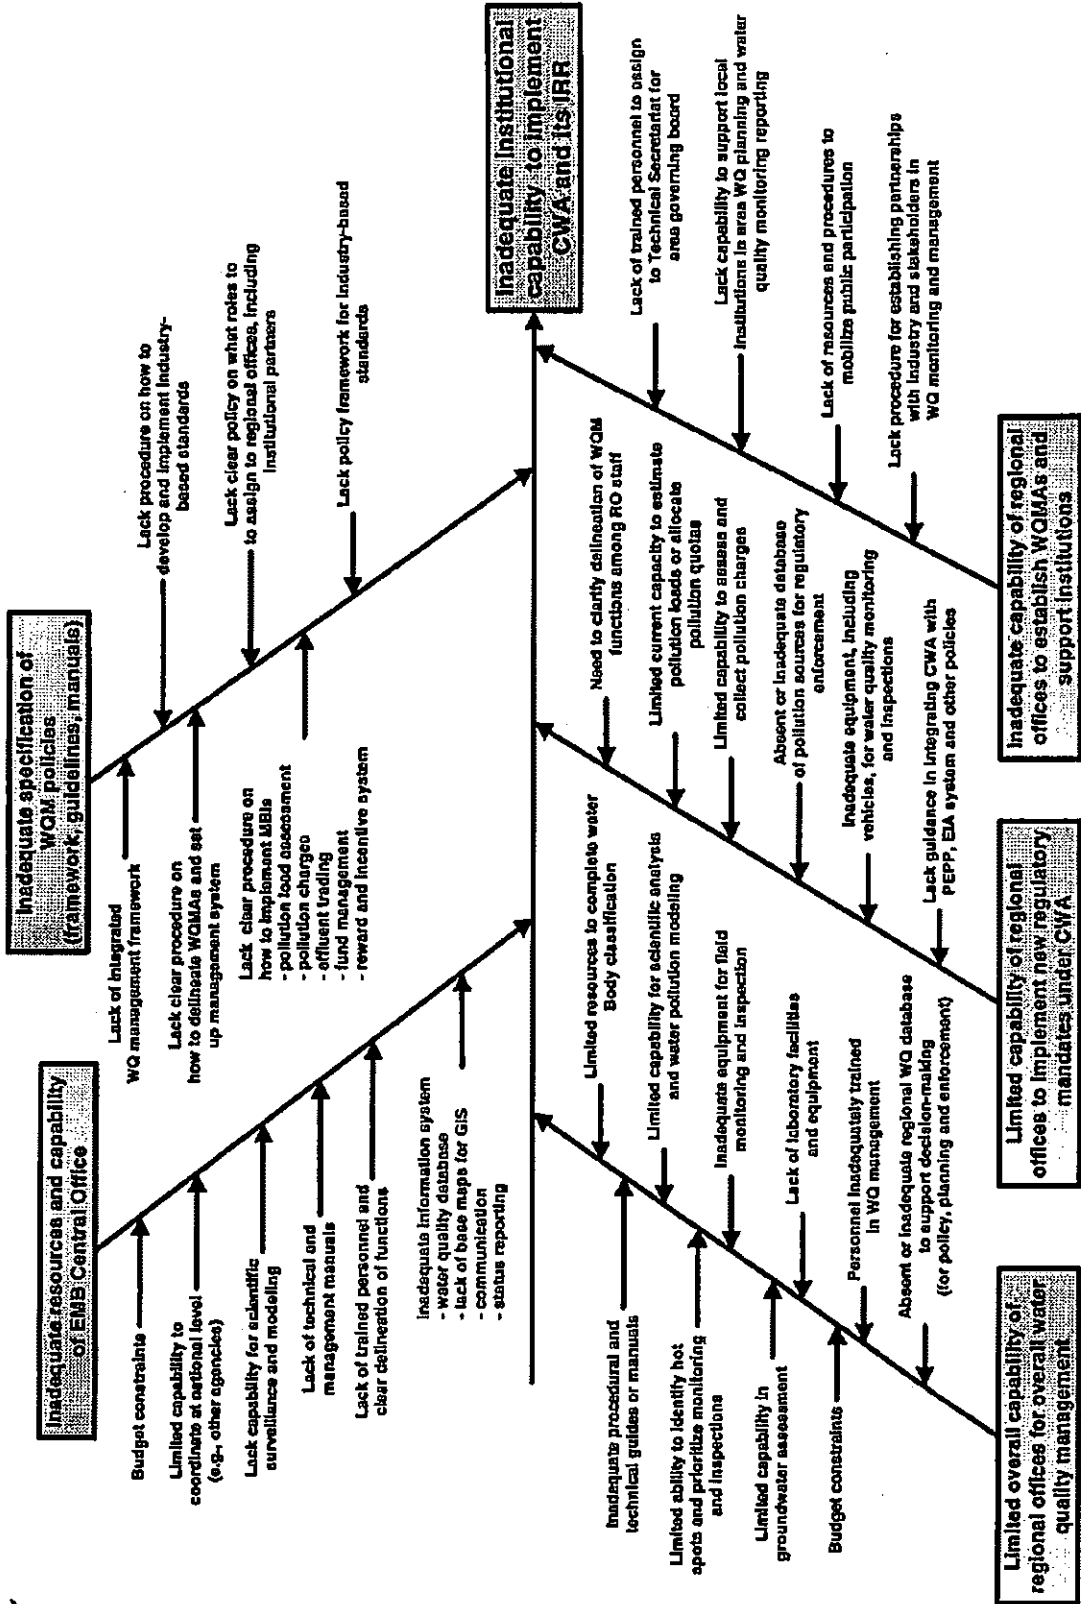 Inadequate resources and capability
of EMB Central Office
Budget constraints
Limited capability to
coordinate at national level
(e.g., other agencies)
Lack capability for scientific
surveillance and modeling
Lack of technical and
management manuals
Lack of trained personnel and
clear delineation of functions
Inadequate information system
- water quality database
- lack of base maps for GIS
- communication
- status reporting
Inadequate specification of
WQM policies
(framework, guidelines, manuals)
Lack of integrated
WQ management framework
Lack clear procedure on
how to delineate WQMAs and set
up management system
Lack clear procedure on
how to implement MBIs
- pollution load assessment
- pollution charges
- effluent trading
- fund management
- reward and incentive system
Lack procedure on how to
develop and implement industry-
based standards
Lack clear policy on what roles to
to assign to regional offices, including
institutional partners
Lack policy framework for industry-based
standards
Inadequate Institutional
capability to implement
CWA and its IRR
Inadequate procedural and
technical guides or manuals
Limited ability to identify hot
spots and prioritize monitoring
and inspections
Limited capability in
groundwater assessment
Budget constraints
Limited resources to complete water
Body classification
Limited capability for scientific analysis
and water pollution modeling
Inadequate equipment for field
monitoring and inspection
Lack of laboratory facilities
and equipment
Personnel inadequately trained
in WQ management
Absent or inadequate regional WQ database
to support decision-making
(for policy, planning and enforcement)
Limited overall capability of
regional offices for overall water
quality management
Need to clarify delineation of WQM
functions among RO staff
Limited current capacity to estimate
pollution loads or allocate
pollution quotas
Limited capability to assess and
collect pollution charges
Absent or inadequate database
of pollution sources for regulatory
enforcement
Inadequate equipment, including
vehicles, for water quality monitoring
and inspections
Lack guidance in integrating CWA with
PEPP, EIA system and other policies
Limited capability of regional
offices to implement new regulatory
mandates under CWA
Lack of trained personnel to assign
to Technical Secretariat for
area governing board
Lack capability to support local
institutions in area WQ planning and water
quality monitoring reporting
Lack of resources and procedures to
mobilize public participation
Lack procedure for establishing partnerships
with industry and stakeholders in
WQ monitoring and management
Inadequate capability of regional
offices to establish WQMAs and
support institutions